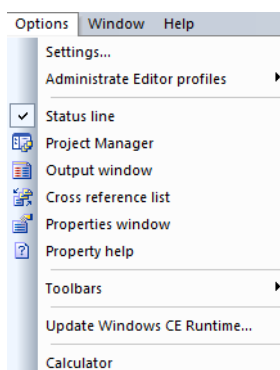 Options Window Help
Settings...
Administrate Editor profiles
Status line
Project Manager
Output window
Cross reference list
Properties window
Property help
Toolbars
Update Windows CE Runtime...
Calculator